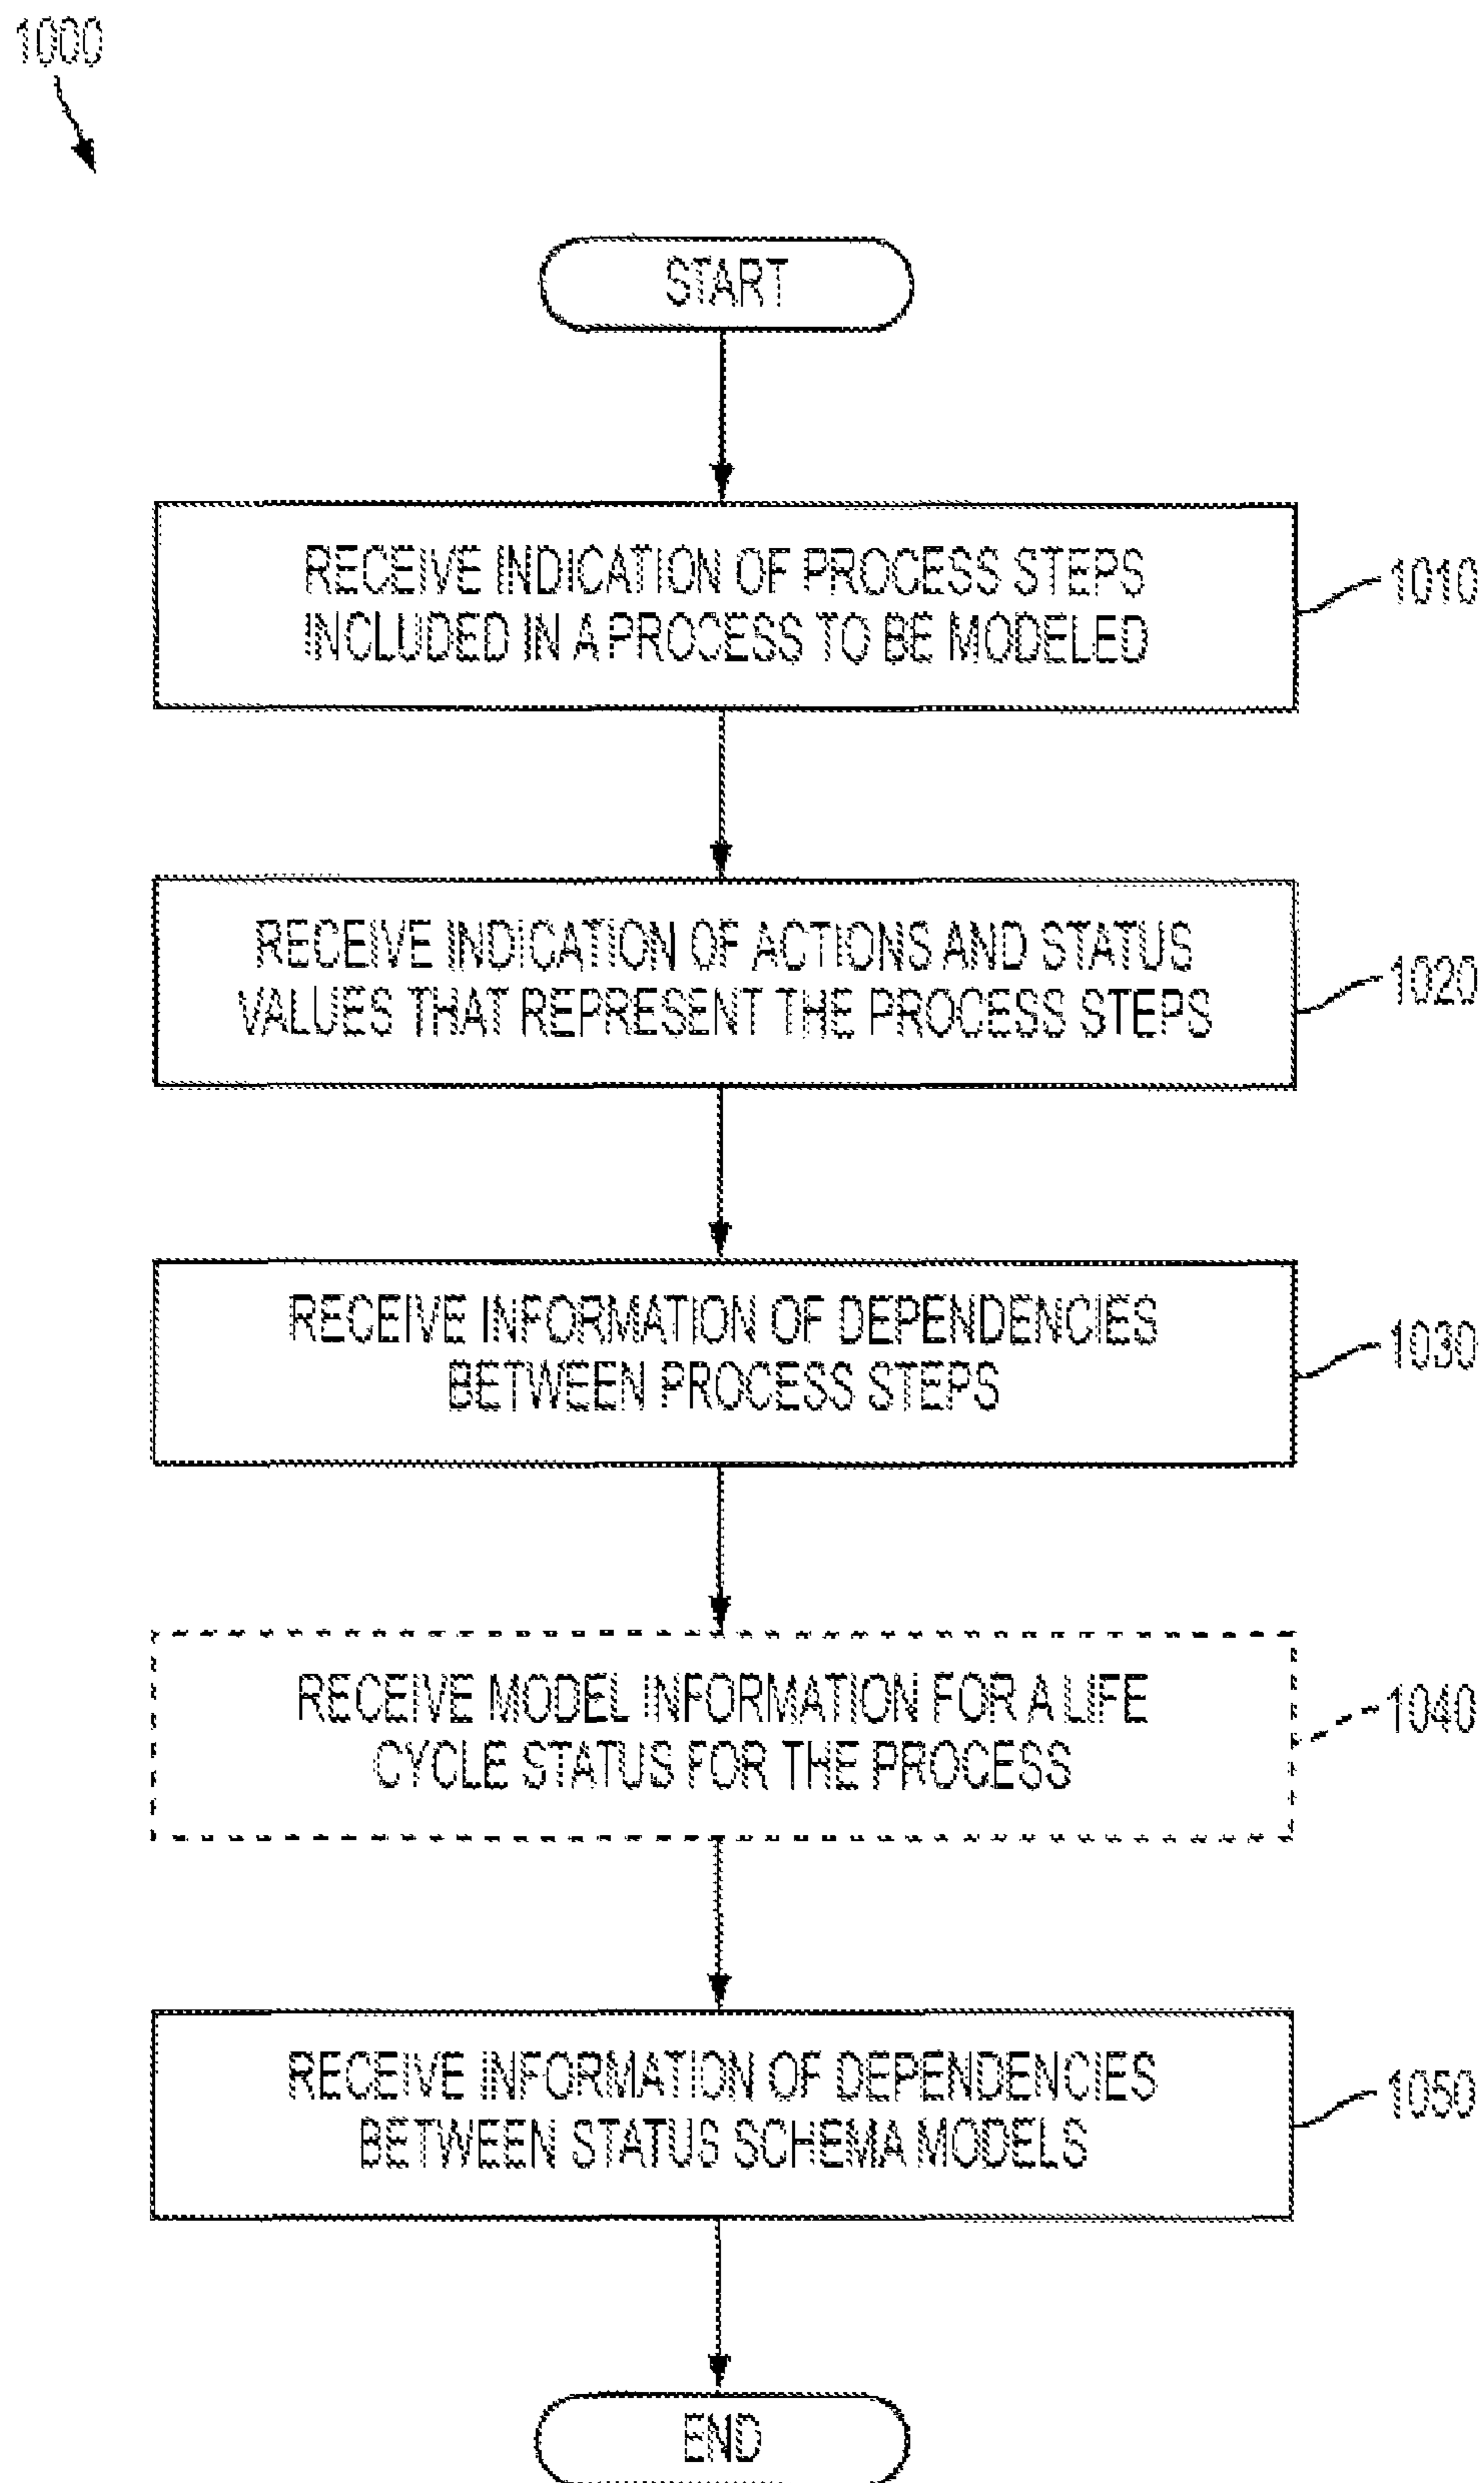 1000
START
RECEIVE INDICATION OF PROCESS STEPS
INCLUDED IN A PROCESS TO BE MODELED
1010
RECEIVE INDICATION OF ACTIONS AND STATUS
VALUES THAT REPRESENT THE PROCESS STEPS
1020
RECEIVE INFORMATION OF DEPENDENCIES
BETWEEN PROCESS STEPS
1030
RECEIVE MODEL INFORMATION FOR A LIFE
CYCLE STATUS FOR THE PROCESS
1040
RECEIVE INFORMATION OF DEPENDENCIES
BETWEEN STATUS SCHEMA MODELS
1050
END